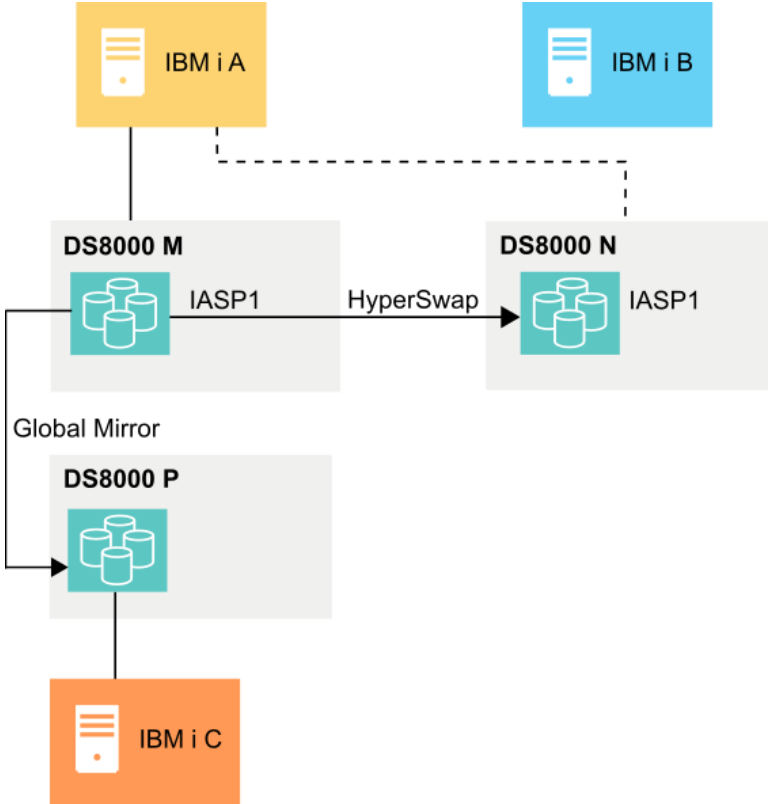 IBM i A
IBM i B
DS8000 M
DS8000 N
IASP1
HyperSwap
IASP1
Global Mirror
DS8000 P
IBM i C